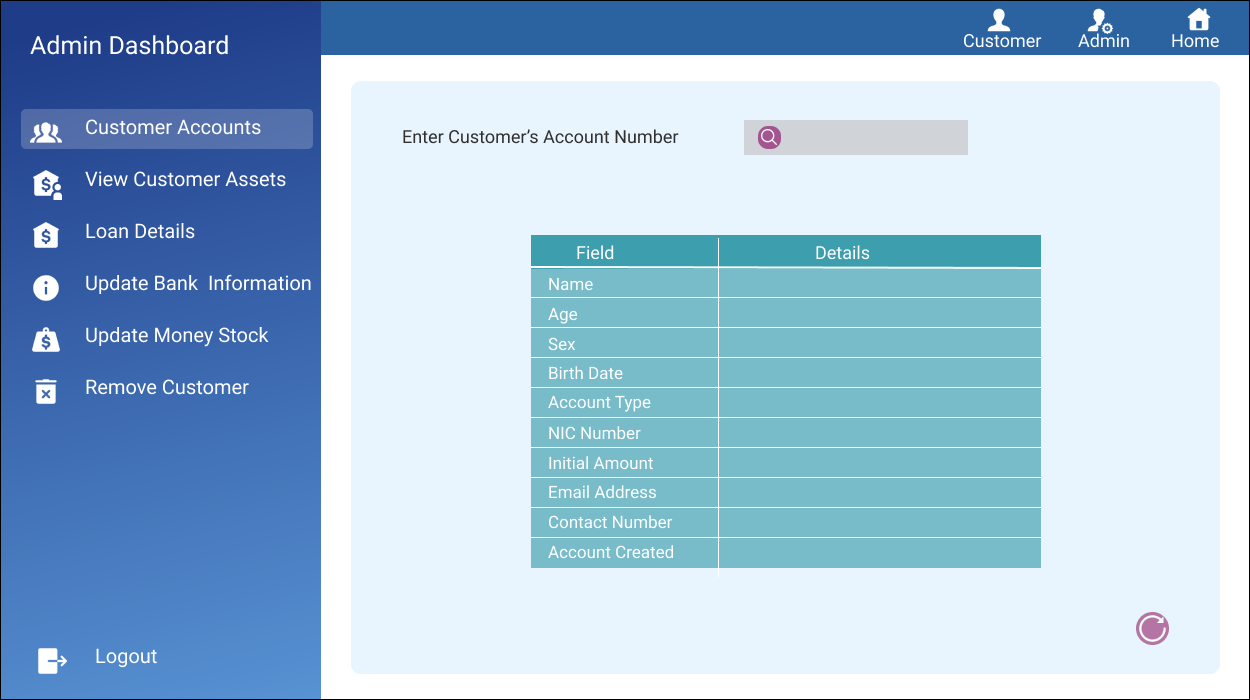 Admin Dashboard
Customer Admin Home
Customer Accounts
View Customer Assets
Loan Details
Update Bank  Information
Update Money Stock
Remove Customer
Logout
Enter Customer’s Account Number
Field Details
Name
Age
Sex
Birth Date
Account Type
NIC Number
Initial Amount
Email Address
Contact Number
Account Created